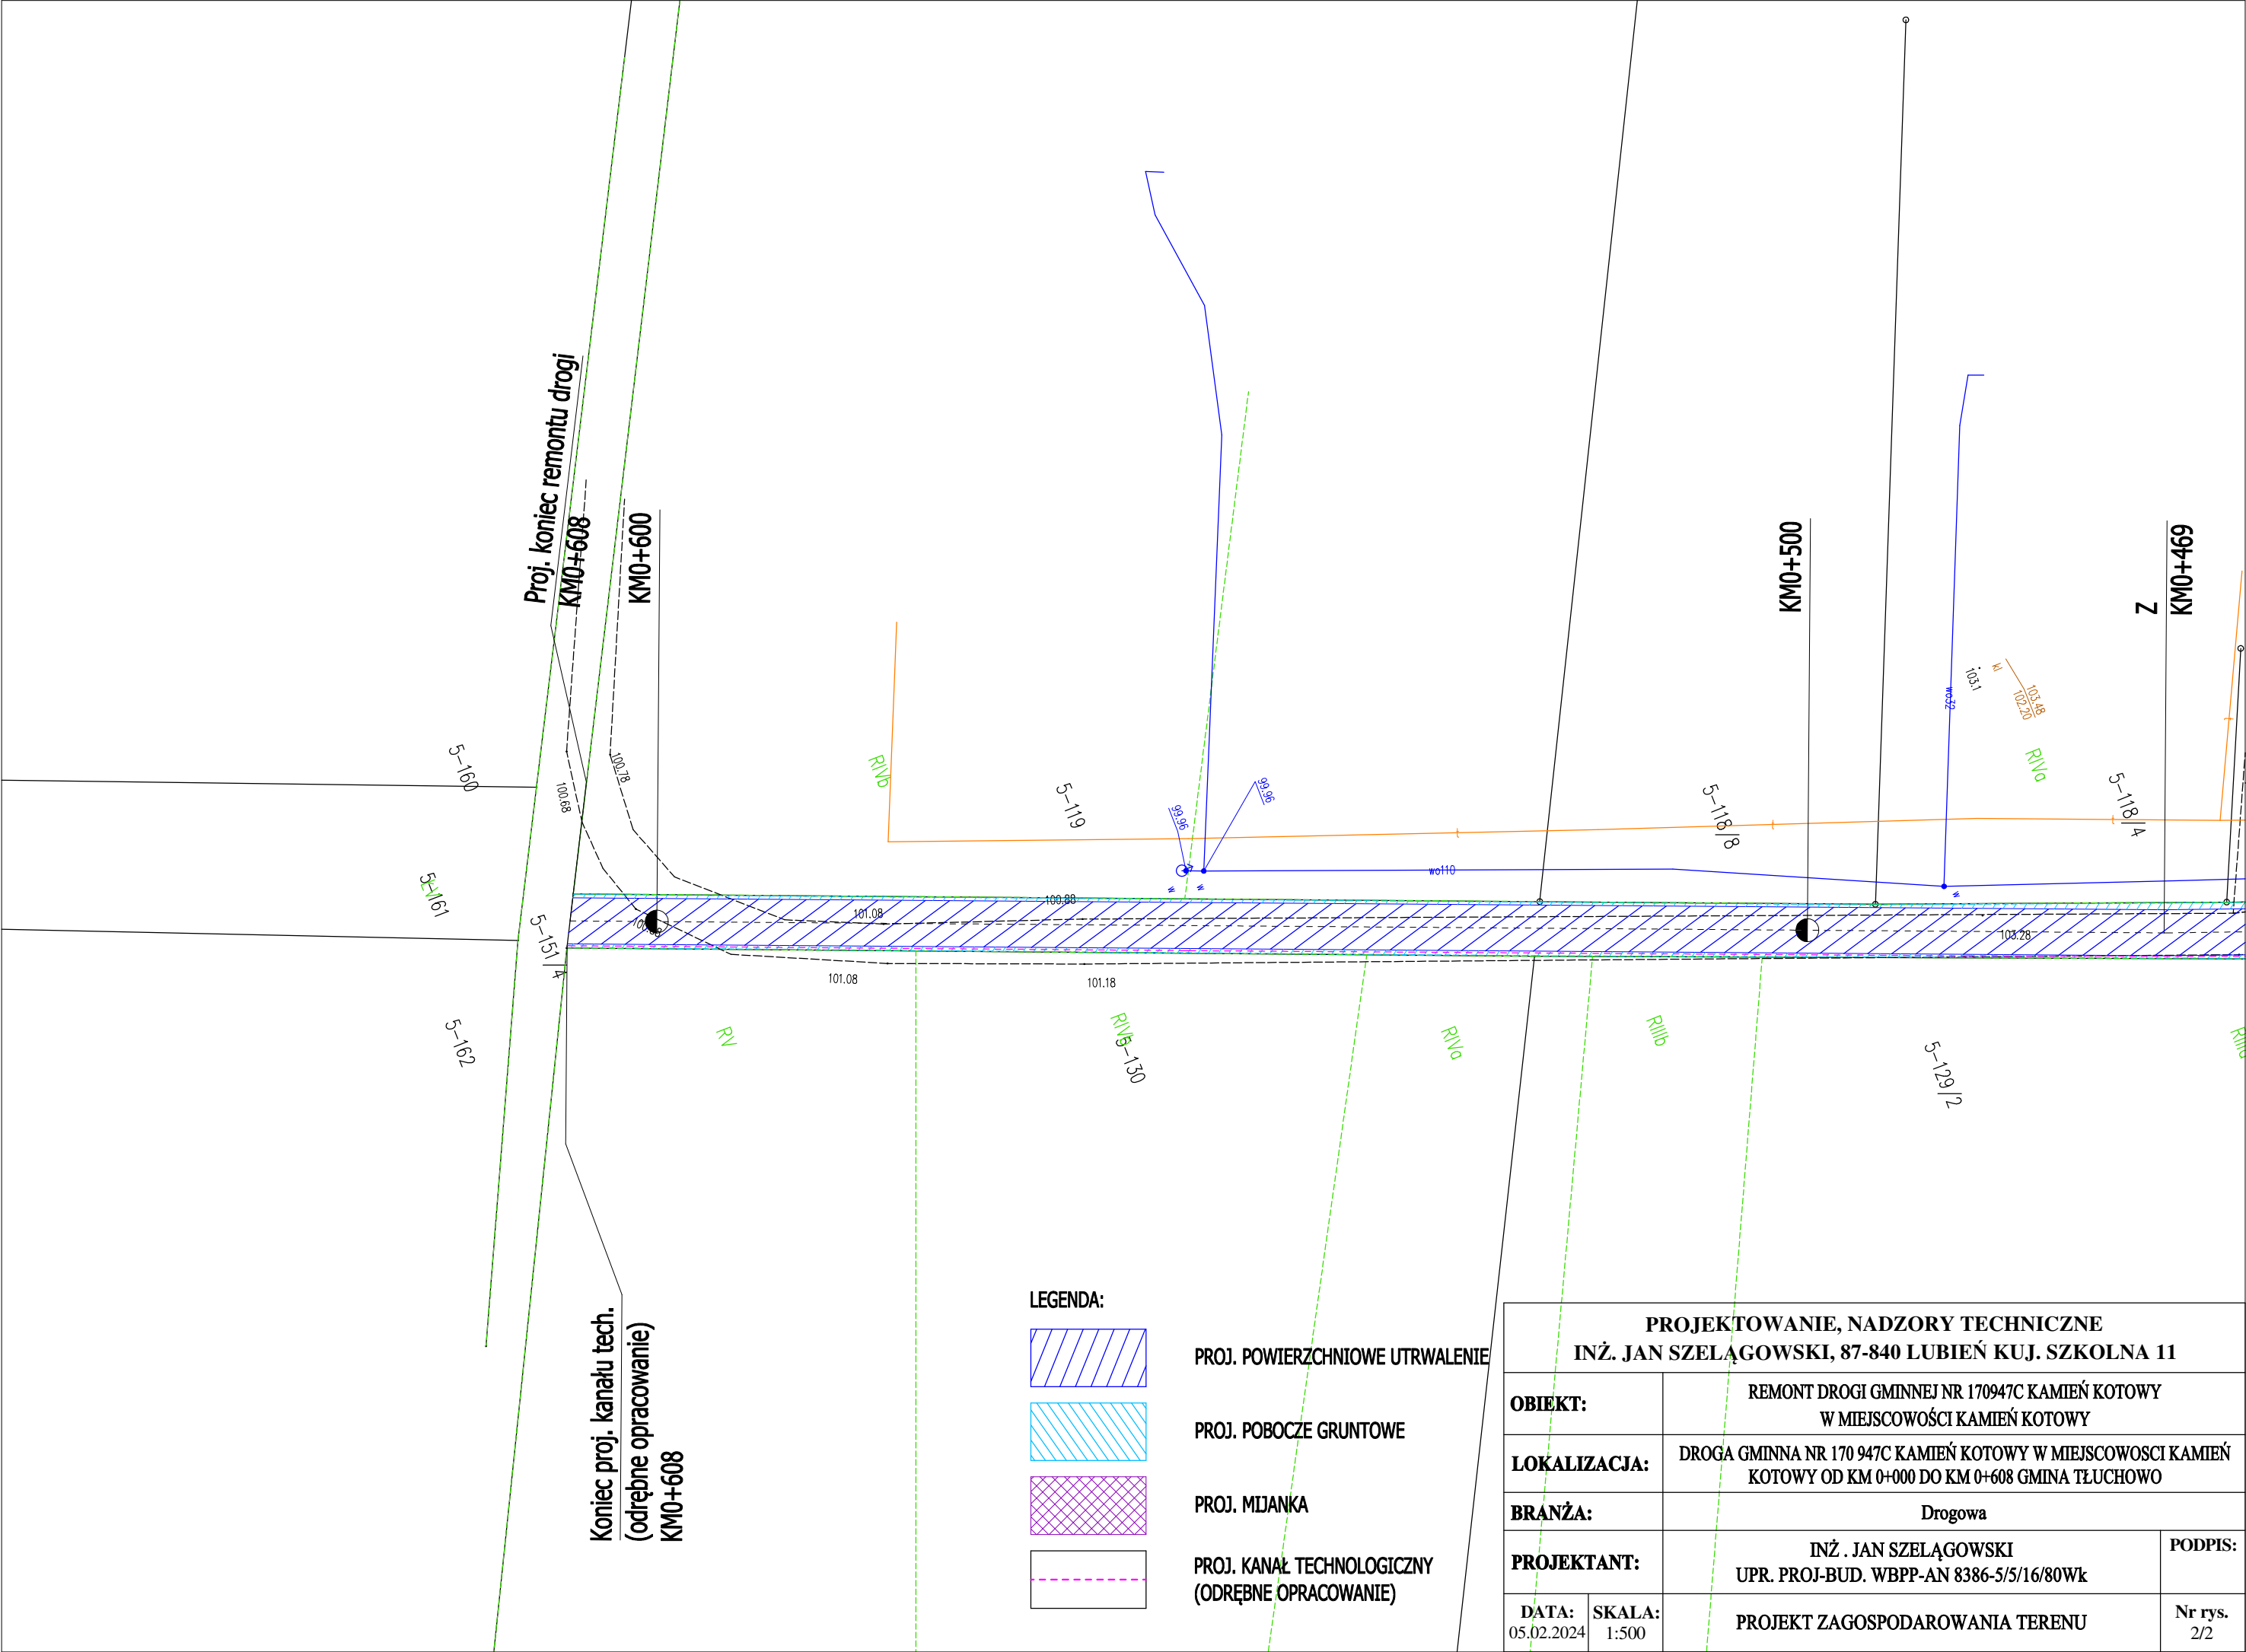 Proj. koniec remontu drogi
KM0+608
KM0+600
KM0+500
Z
KM0+469
wo32
103.1
kl
103.48
102.20
RIVa
5-118/4
5-118/8
5-119
RIVb
99.96
99.96
w
w
wo110
w
5-160
100.78
100.68
5-161
5-151/4
5-162
101.08
100.88
103.28
101.08
101.18
RV
RIVb
5-130
RIVa
RIIIb
5-129/2
Koniec proj. kanału tech.
(odrębne opracowanie)
KM0+608
LEGENDA:
PROJ. POWIERZCHNIOWE UTRWALENIE
PROJ. POBOCZE GRUNTOWE
PROJ. MIJANKA
PROJ. KANAŁ TECHNOLOGICZNY
(ODRĘBNE OPRACOWANIE)
PROJEKTOWANIE, NADZORY TECHNICZNE
INŻ. JAN SZELĄGOWSKI, 87-840 LUBIEŃ KUJ. SZKOLNA 11
OBIEKT:
REMONT DROGI GMINNEJ NR 170947C KAMIEŃ KOTOWY
W MIEJSCOWOŚCI KAMIEŃ KOTOWY
LOKALIZACJA:
DROGA GMINNA NR 170 947C KAMIEŃ KOTOWY W MIEJSCOWOSCI KAMIEŃ
KOTOWY OD KM 0+000 DO KM 0+608 GMINA TŁUCHOWO
BRANŻA:
Drogowa
PROJEKTANT:
INŻ . JAN SZELĄGOWSKI
UPR. PROJ-BUD. WBPP-AN 8386-5/5/16/80Wk
PODPIS:
DATA:
05.02.2024
SKALA:
1:500
PROJEKT ZAGOSPODAROWANIA TERENU
Nr rys.
2/2